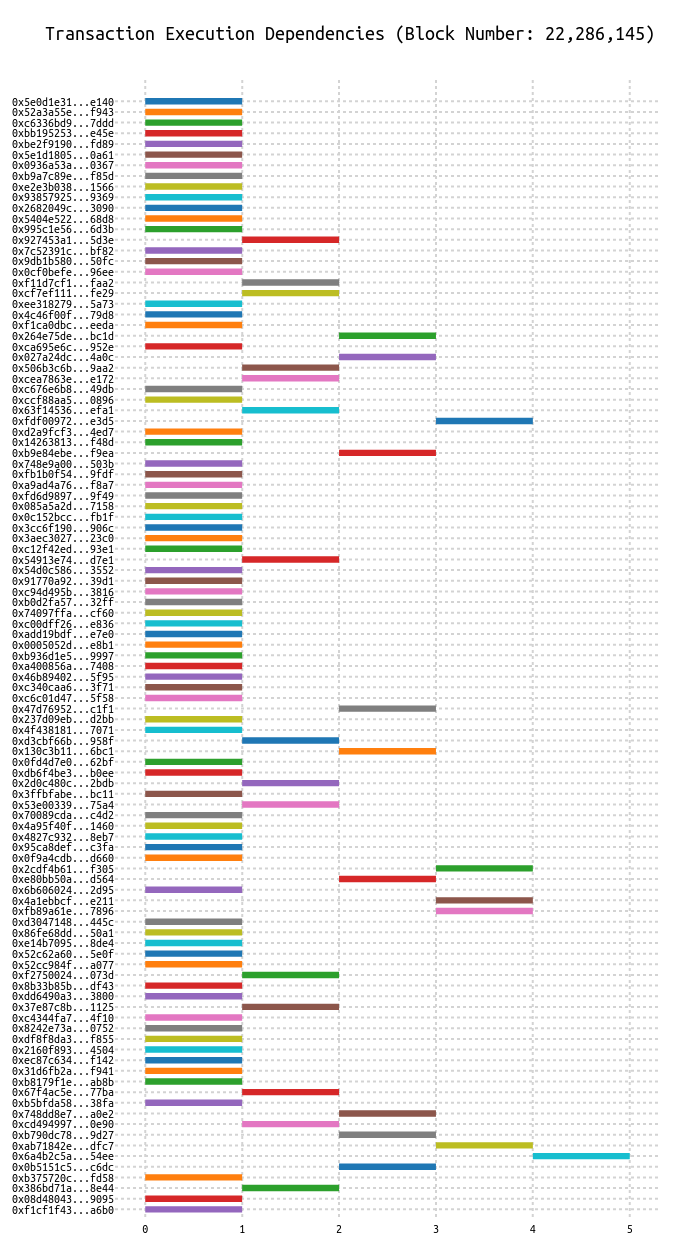 Transaction Execution Dependencies (Block Number: 22,286,145)
0x5e0d1e31...e140
0x52a3a55e...f943
0xc6336bd9...7ddd
0xbb195253...e45e
0xbe2f9190...fd89
0x5e1d1805...0a61
0x0936a53a...0367
0xb9a7c89e...f85d
0xe2e3b038...1566
0x93857925...9369
0x2682049c...3090
0x5404e522...68d8
0x995c1e56...6d3b
0x927453a1...5d3e
0x7c52391c...bf82
0x9db1b580...50fc
0x0cf0befe...96ee
0xf11d7cf1...faa2
0xcf7ef111...fe29
0xee318279...5a73
0x4c46f00f...79d8
0xf1ca0dbc...eeda
0x264e75de...bc1d
0xca695e6c...952e
0x027a24dc...4a0c
0x506b3c6b...9aa2
0xcea7863e...e172
0xc676e6b8...49db
0xccf88aa5...0896
0x63f14536...efa1
0xfdf00972...e3d5
0xd2a9fcf3...4ed7
0x14263813...f48d
0xb9e84ebe...f9ea
0x748e9a00...503b
0xfb1b0f54...9fdf
0xa9ad4a76...f8a7
0xfd6d9897...9f49
0x085a5a2d...7158
0x0c152bcc...fb1f
0x3cc6f190...906c
0x3aec3027...23c0
0xc12f42ed...93e1
0x54913e74...d7e1
0x54d0c586...3552
0x91770a92...39d1
0xc94d495b...3816
0xb0d2fa57...32ff
0x74097ffa...cf60
0xc00dff26...e836
0xadd19bdf...e7e0
0x0005052d...e8b1
0xb936d1e5...9997
0xa400856a...7408
0x46b89402...5f95
0xc340caa6...3f71
0xc6c01d47...5f58
0x47d76952...c1f1
0x237d09eb...d2bb
0x4f438181...7071
0xd3cbf66b...958f
0x130c3b11...6bc1
0x0fd4d7e0...62bf
0xdb6f4be3...b0ee
0x2d0c480c...2bdb
0x3ffbfabe...bc11
0x53e00339...75a4
0x70089cda...c4d2
0x4a95f40f...1460
0x4827c932...8eb7
0x95ca8def...c3fa
0x0f9a4cdb...d660
0x2cdf4b61...f305
0xe80bb50a...d564
0x6b606024...2d95
0x4a1ebbcf...e211
0xfb89a61e...7896
0xd3047148...445c
0x86fe68dd...50a1
0xe14b7095...8de4
0x52c62a60...5e0f
0x52cc984f...a077
0xf2750024...073d
0x8b33b85b...df43
0xdd6490a3...3800
0x37e87c8b...1125
0xc4344fa7...4f10
0x8242e73a...0752
0xdf8f8da3...f855
0x2160f893...4504
0xec87c634...f142
0x31d6fb2a...f941
0xb8179f1e...ab8b
0x67f4ac5e...77ba
0xb5bfda58...38fa
0x748dd8e7...a0e2
0xcd494997...0e90
0xb790dc78...9d27
0xab71842e...dfc7
0x6a4b2c5a...54ee
0x0b5151c5...c6dc
0xb375720c...fd58
0x386bd71a...8e44
0x08d48043...9095
0xf1cf1f43...a6b0
0 1 2 3 4 5